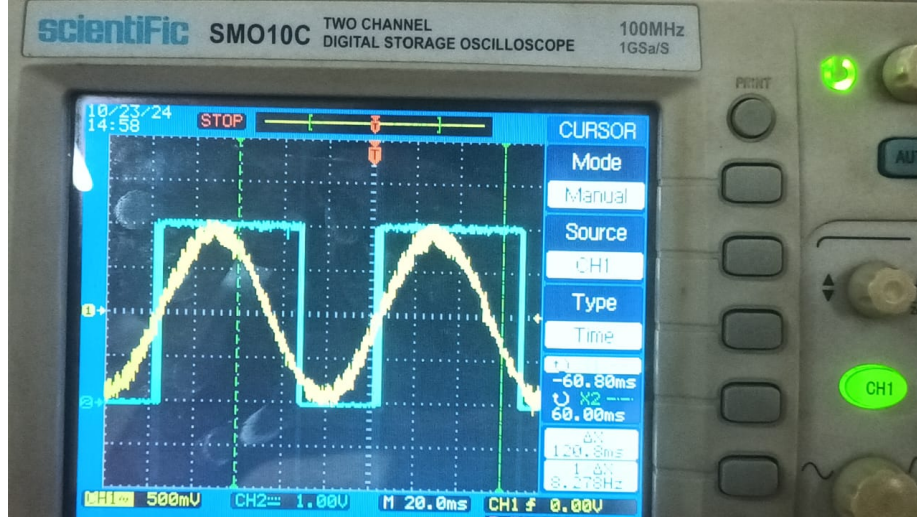 scientiFic SMO10C TWO CHANNEL
DIGITAL STORAGE OSCILLOSCOPE
100MHz
1GSa/S
PRINT
10/23/24
14:58
STOP
T
T
CURSOR
Mode
Manual
Source
CH1
Type
Time
-60.80ms
X2
60.00ms
ΔX
120.8ms
1/ΔX
8.278Hz
1
2
CH1 500mV CH2 1.00V M 20.0ms CH1 0.00V
CH1